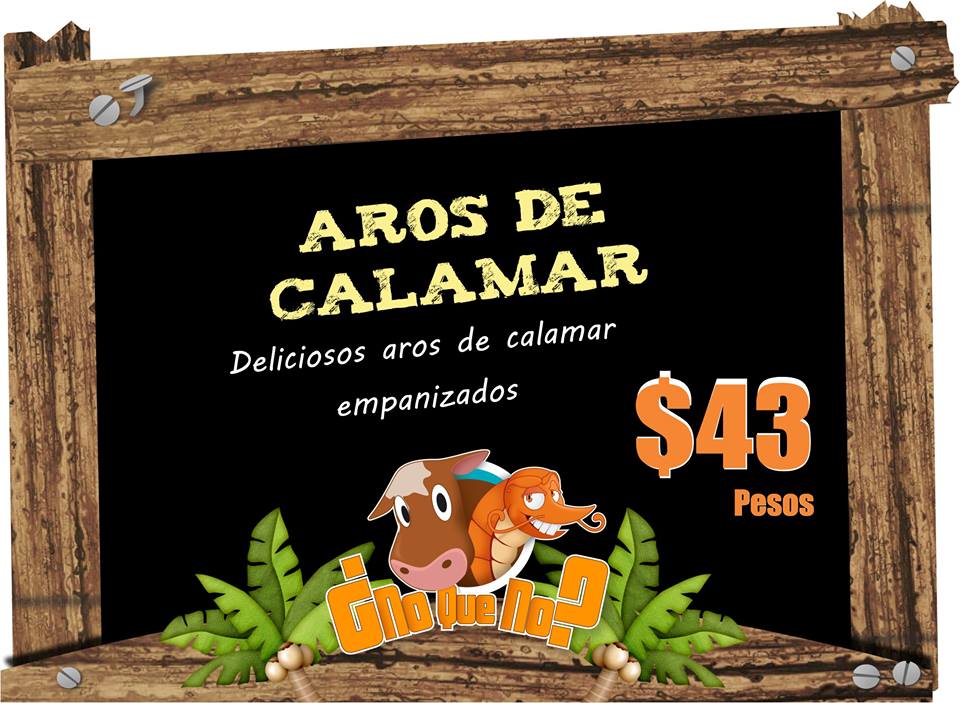 AROS DE
CALAMAR
Deliciosos aros de calamar
empanizados
$43
Pesos
¿No Que No?